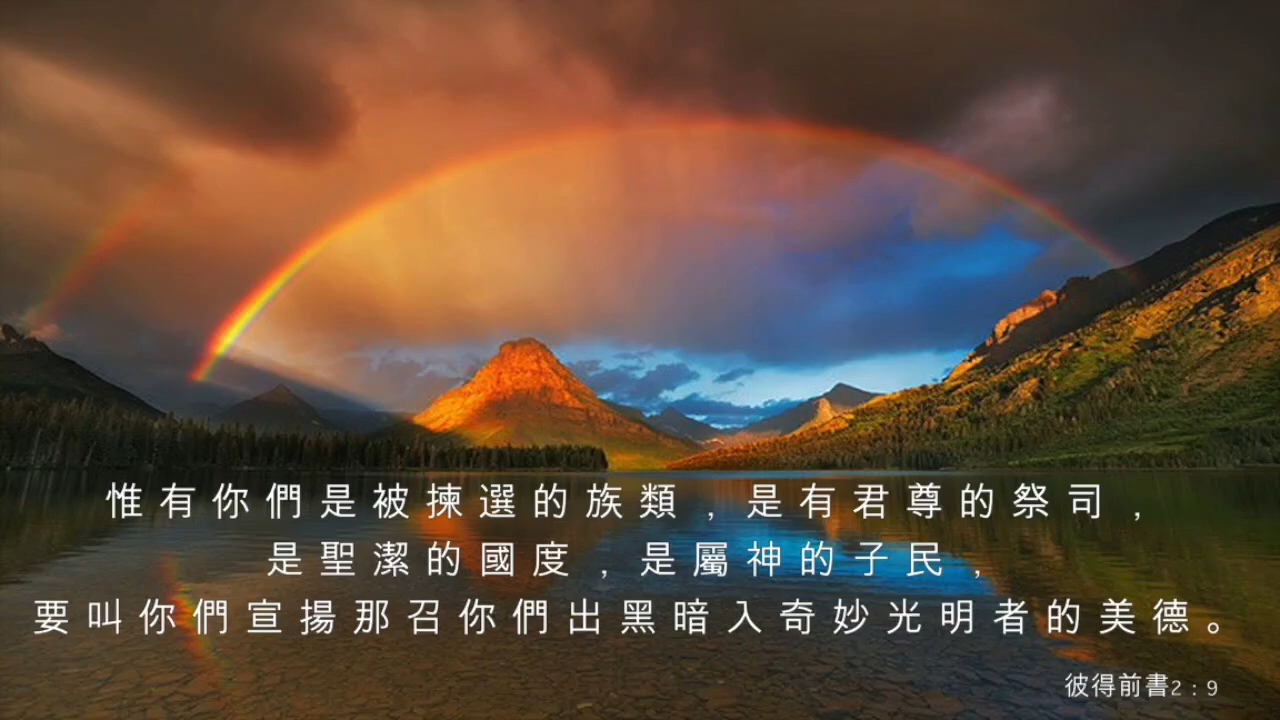 惟有你們是被揀選的族類，是有君尊的祭司，
是聖潔的國度，是屬神的子民，
要叫你們宣揚那召你們出黑暗入奇妙光明者的美德。
彼得前書2：9